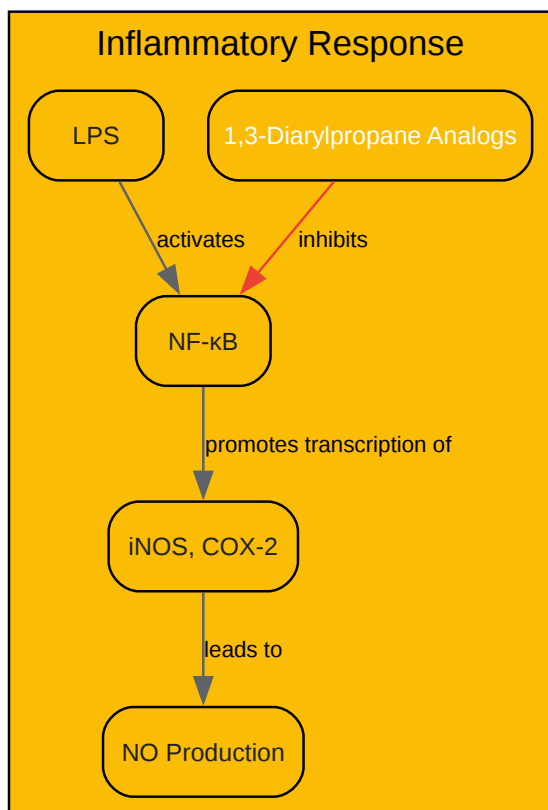 Inflammatory Response
LPS
1,3-Diarylpropane Analogs
activates
inhibits
NF-κB
promotes transcription of
iNOS, COX-2
leads to
NO Production